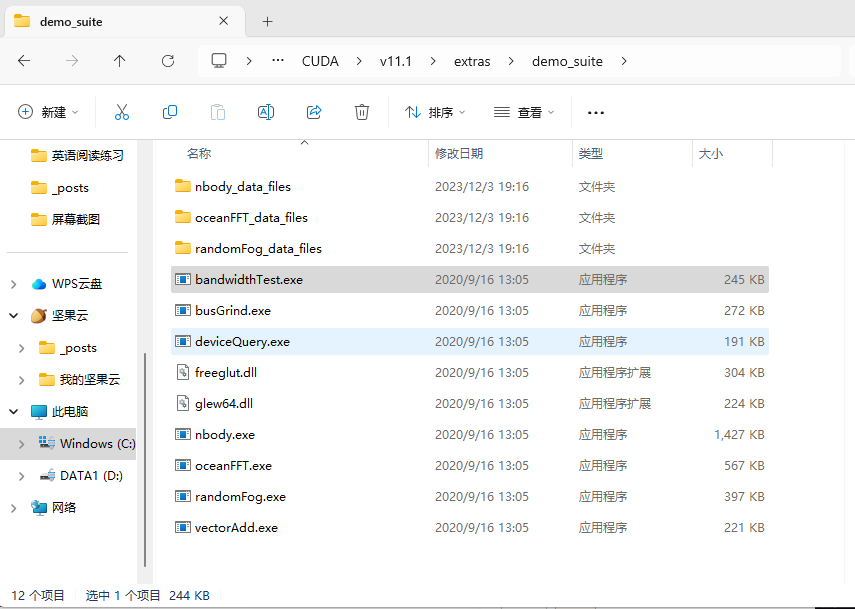 demo_suite
CUDA v11.1 extras demo_suite
新建 排序 查看
英语阅读练习
_posts
屏幕截图
WPS云盘
坚果云
_posts
我的坚果云
此电脑
Windows (C:)
DATA1 (D:)
网络
名称 修改日期 类型 大小
nbody_data_files 2023/12/3 19:16 文件夹
oceanFFT_data_files 2023/12/3 19:16 文件夹
randomFog_data_files 2023/12/3 19:16 文件夹
bandwidthTest.exe 2020/9/16 13:05 应用程序 245 KB
busGrind.exe 2020/9/16 13:05 应用程序 272 KB
deviceQuery.exe 2020/9/16 13:05 应用程序 191 KB
freeglut.dll 2020/9/16 13:05 应用程序扩展 304 KB
glew64.dll 2020/9/16 13:05 应用程序扩展 224 KB
nbody.exe 2020/9/16 13:05 应用程序 1,427 KB
oceanFFT.exe 2020/9/16 13:05 应用程序 567 KB
randomFog.exe 2020/9/16 13:05 应用程序 397 KB
vectorAdd.exe 2020/9/16 13:05 应用程序 221 KB
12 个项目 选中 1 个项目 244 KB